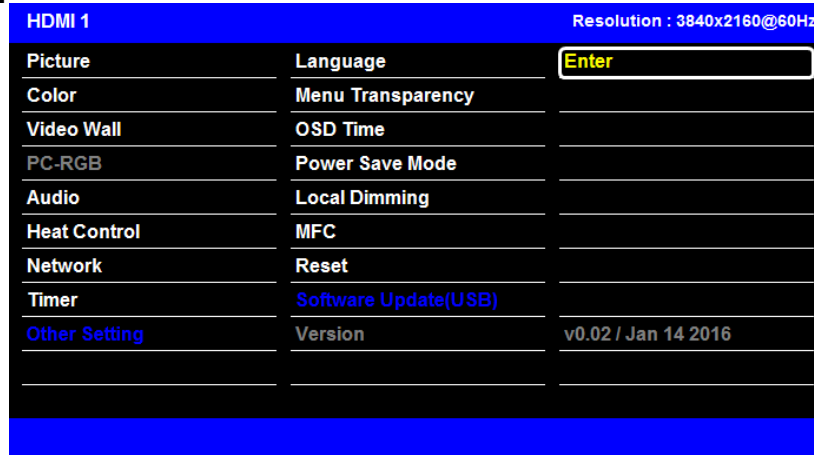 HDMI 1 Resolution : 3840x2160@60Hz
Picture Language Enter
Color Menu Transparency
Video Wall OSD Time
PC-RGB Power Save Mode
Audio Local Dimming
Heat Control MFC
Network Reset
Timer Software Update(USB)
Other Setting Version v0.02 / Jan 14 2016